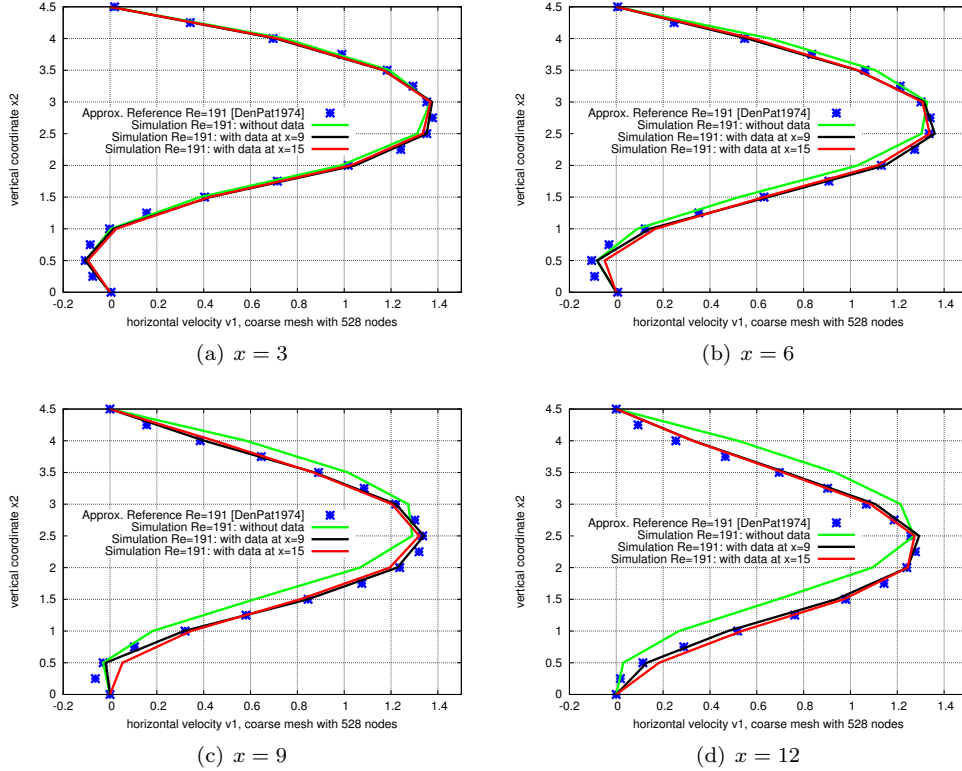 4.5
4
3.5
3
2.5
2
1.5
1
0.5
0
vertical coordinate x2
Approx. Reference Re=191 [DenPat1974]
Simulation Re=191: without data
Simulation Re=191: with data at x=9
Simulation Re=191: with data at x=15
-0.2 0 0.2 0.4 0.6 0.8 1 1.2 1.4
horizontal velocity v1, coarse mesh with 528 nodes
(a) x = 3
4.5
4
3.5
3
2.5
2
1.5
1
0.5
0
vertical coordinate x2
Approx. Reference Re=191 [DenPat1974]
Simulation Re=191: without data
Simulation Re=191: with data at x=9
Simulation Re=191: with data at x=15
-0.2 0 0.2 0.4 0.6 0.8 1 1.2 1.4
horizontal velocity v1, coarse mesh with 528 nodes
(b) x = 6
4.5
4
3.5
3
2.5
2
1.5
1
0.5
0
vertical coordinate x2
Approx. Reference Re=191 [DenPat1974]
Simulation Re=191: without data
Simulation Re=191: with data at x=9
Simulation Re=191: with data at x=15
-0.2 0 0.2 0.4 0.6 0.8 1 1.2 1.4
horizontal velocity v1, coarse mesh with 528 nodes
(c) x = 9
4.5
4
3.5
3
2.5
2
1.5
1
0.5
0
vertical coordinate x2
Approx. Reference Re=191 [DenPat1974]
Simulation Re=191: without data
Simulation Re=191: with data at x=9
Simulation Re=191: with data at x=15
-0.2 0 0.2 0.4 0.6 0.8 1 1.2 1.4
horizontal velocity v1, coarse mesh with 528 nodes
(d) x = 12